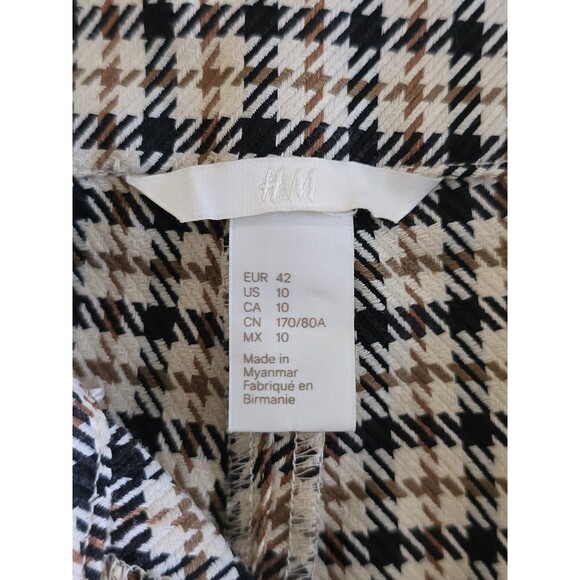 H&M
EUR 42
US 10
CA 10
CN 170/80A
MX 10
Made in
Myanmar
Fabriqué en
Birmanie